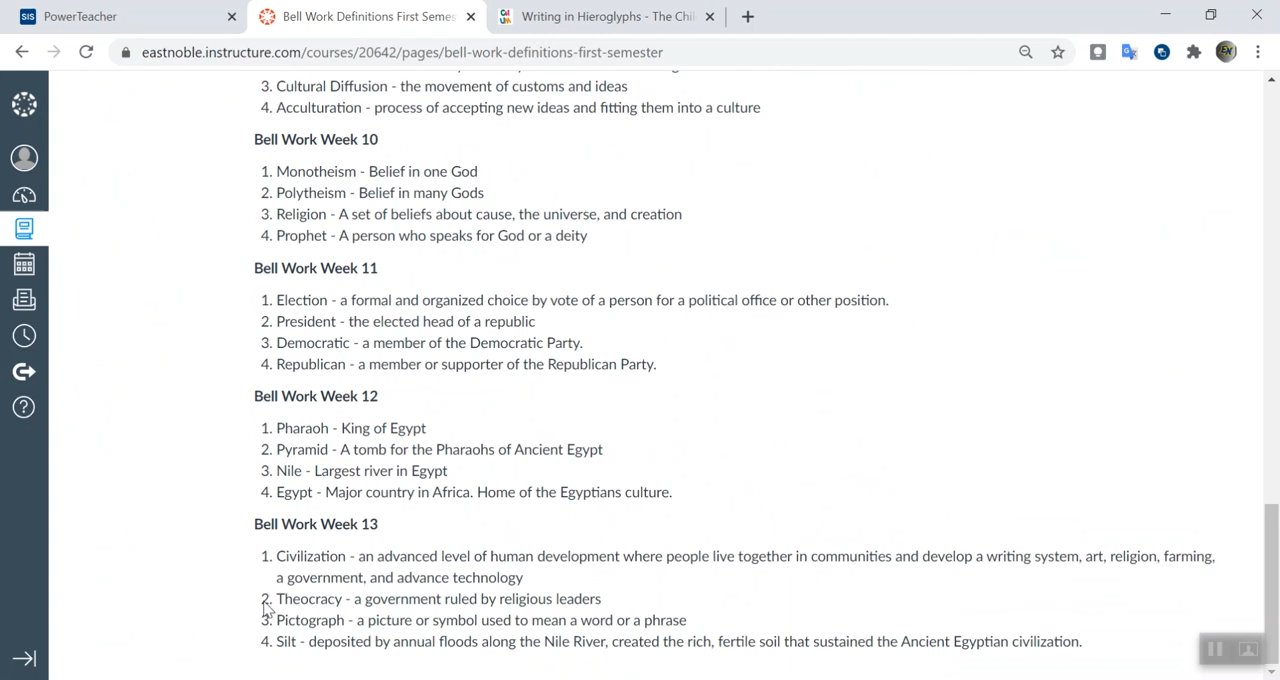 SIS PowerTeacher
Bell Work Definitions First Semes
Writing in Hieroglyphs - The Chil
eastnoble.instructure.com/courses/20642/pages/bell-work-definitions-first-semester
3. Cultural Diffusion - the movement of customs and ideas
4. Acculturation - process of accepting new ideas and fitting them into a culture
Bell Work Week 10
1. Monotheism - Belief in one God
2. Polytheism - Belief in many Gods
3. Religion - A set of beliefs about cause, the universe, and creation
4. Prophet - A person who speaks for God or a deity
Bell Work Week 11
1. Election - a formal and organized choice by vote of a person for a political office or other position.
2. President - the elected head of a republic
3. Democratic - a member of the Democratic Party.
4. Republican - a member or supporter of the Republican Party.
Bell Work Week 12
1. Pharaoh - King of Egypt
2. Pyramid - A tomb for the Pharaohs of Ancient Egypt
3. Nile - Largest river in Egypt
4. Egypt - Major country in Africa. Home of the Egyptians culture.
Bell Work Week 13
1. Civilization - an advanced level of human development where people live together in communities and develop a writing system, art, religion, farming,
a government, and advance technology
2. Theocracy - a government ruled by religious leaders
3. Pictograph - a picture or symbol used to mean a word or a phrase
4. Silt - deposited by annual floods along the Nile River, created the rich, fertile soil that sustained the Ancient Egyptian civilization.